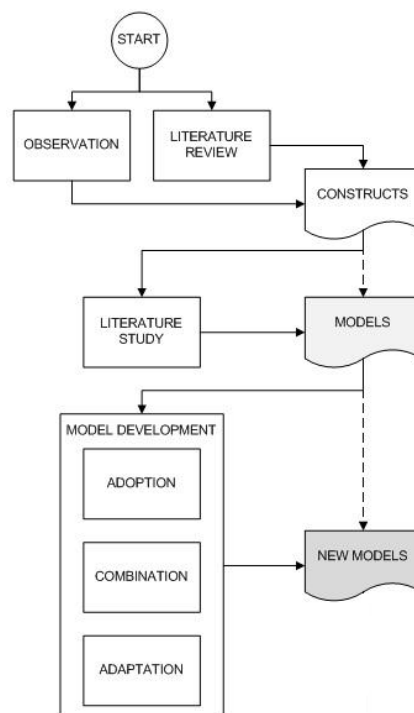 START
OBSERVATION
LITERATURE
REVIEW
CONSTRUCTS
LITERATURE
STUDY
MODELS
MODEL DEVELOPMENT
ADOPTION
COMBINATION
NEW MODELS
ADAPTATION